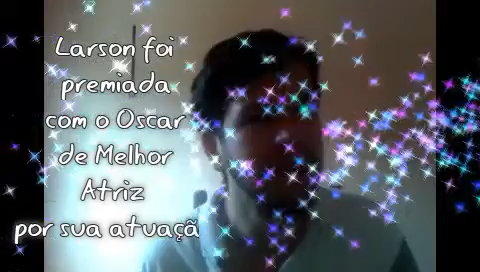 Larson foi
premiada
com o Oscar
de Melhor
Atriz
por sua atuaçã